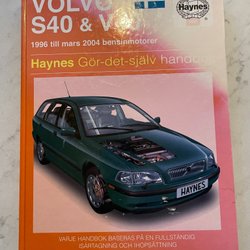 VOLVO
S40 & V
Haynes
1996 till mars 2004 bensinmotorer
Haynes Gör-det-själv
HAYNES
VARJE HANDBOK BASERAS PÅ EN FULLSTÄNDIG
ISÄRTAGNING OCH IHOPSÄTTNING